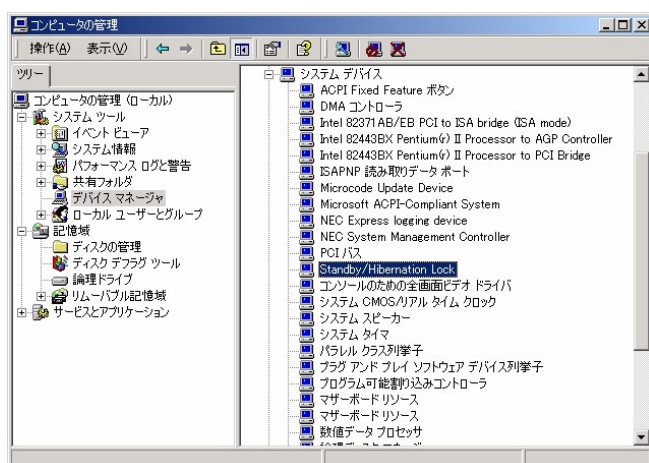 コンピュータの管理
操作(A) 表示(V)
ツリー
コンピュータの管理 (ローカル)
システム ツール
イベント ビューア
システム情報
パフォーマンス ログと警告
共有フォルダ
デバイス マネージャ
ローカル ユーザーとグループ
記憶域
ディスクの管理
ディスク デフラグ ツール
論理ドライブ
リムーバブル記憶域
サービスとアプリケーション
システム デバイス
ACPI Fixed Feature ボタン
DMA コントローラ
Intel 82371AB/EB PCI to ISA bridge (ISA mode)
Intel 82443BX Pentium(r) II Processor to AGP Controller
Intel 82443BX Pentium(r) II Processor to PCI Bridge
ISAPNP 読み取りデータ ポート
Microcode Update Device
Microsoft ACPI-Compliant System
NEC Express logging device
NEC System Management Controller
PCI バス
Standby/Hibernation Lock
コンソールのための全画面ビデオ ドライバ
システム CMOS/リアル タイム クロック
システム スピーカー
システム タイマ
パラレル クラス列挙子
プラグ アンド プレイ ソフトウェア デバイス列挙子
プログラム可能割り込みコントローラ
マザーボード リソース
マザーボード リソース
数値データ プロセッサ